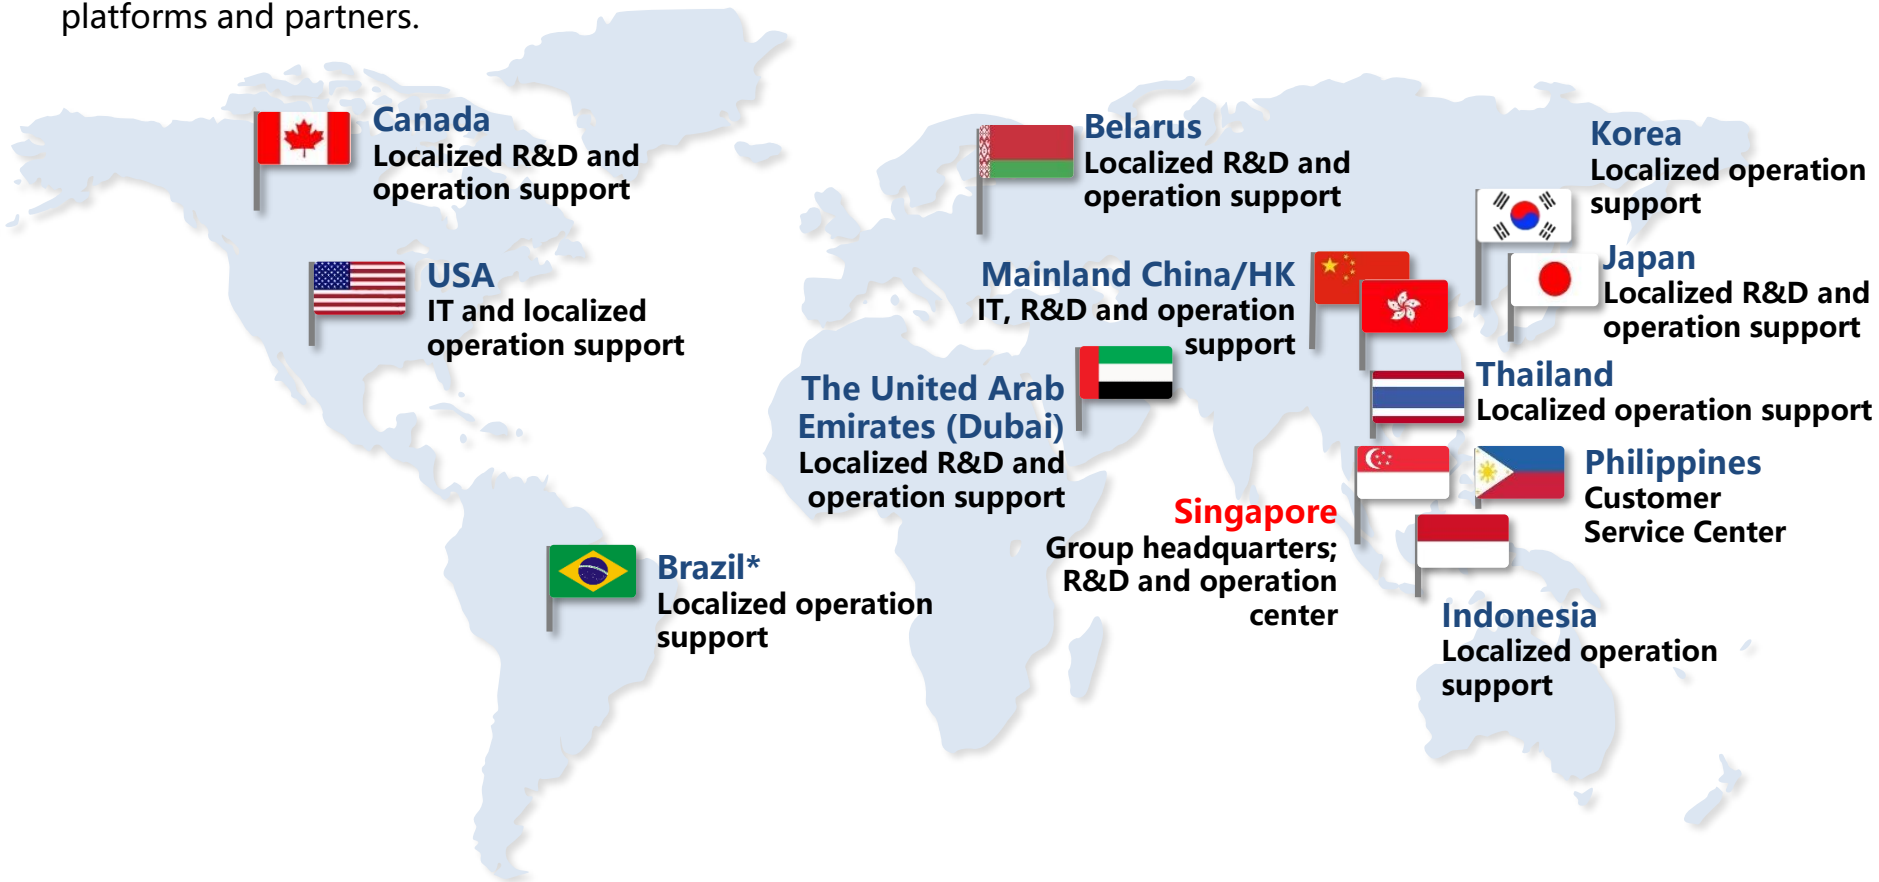 platforms and partners.
Canada
Localized R&D and
operation support
USA
IT and localized
operation support
Brazil*
Localized operation
support
Belarus
Localized R&D and
operation support
Mainland China/HK
IT, R&D and operation
support
The United Arab
Emirates (Dubai)
Localized R&D and
operation support
Singapore
Group headquarters;
R&D and operation
center
Korea
Localized operation
support
Japan
Localized R&D and
operation support
Thailand
Localized operation support
Philippines
Customer
Service Center
Indonesia
Localized operation
support